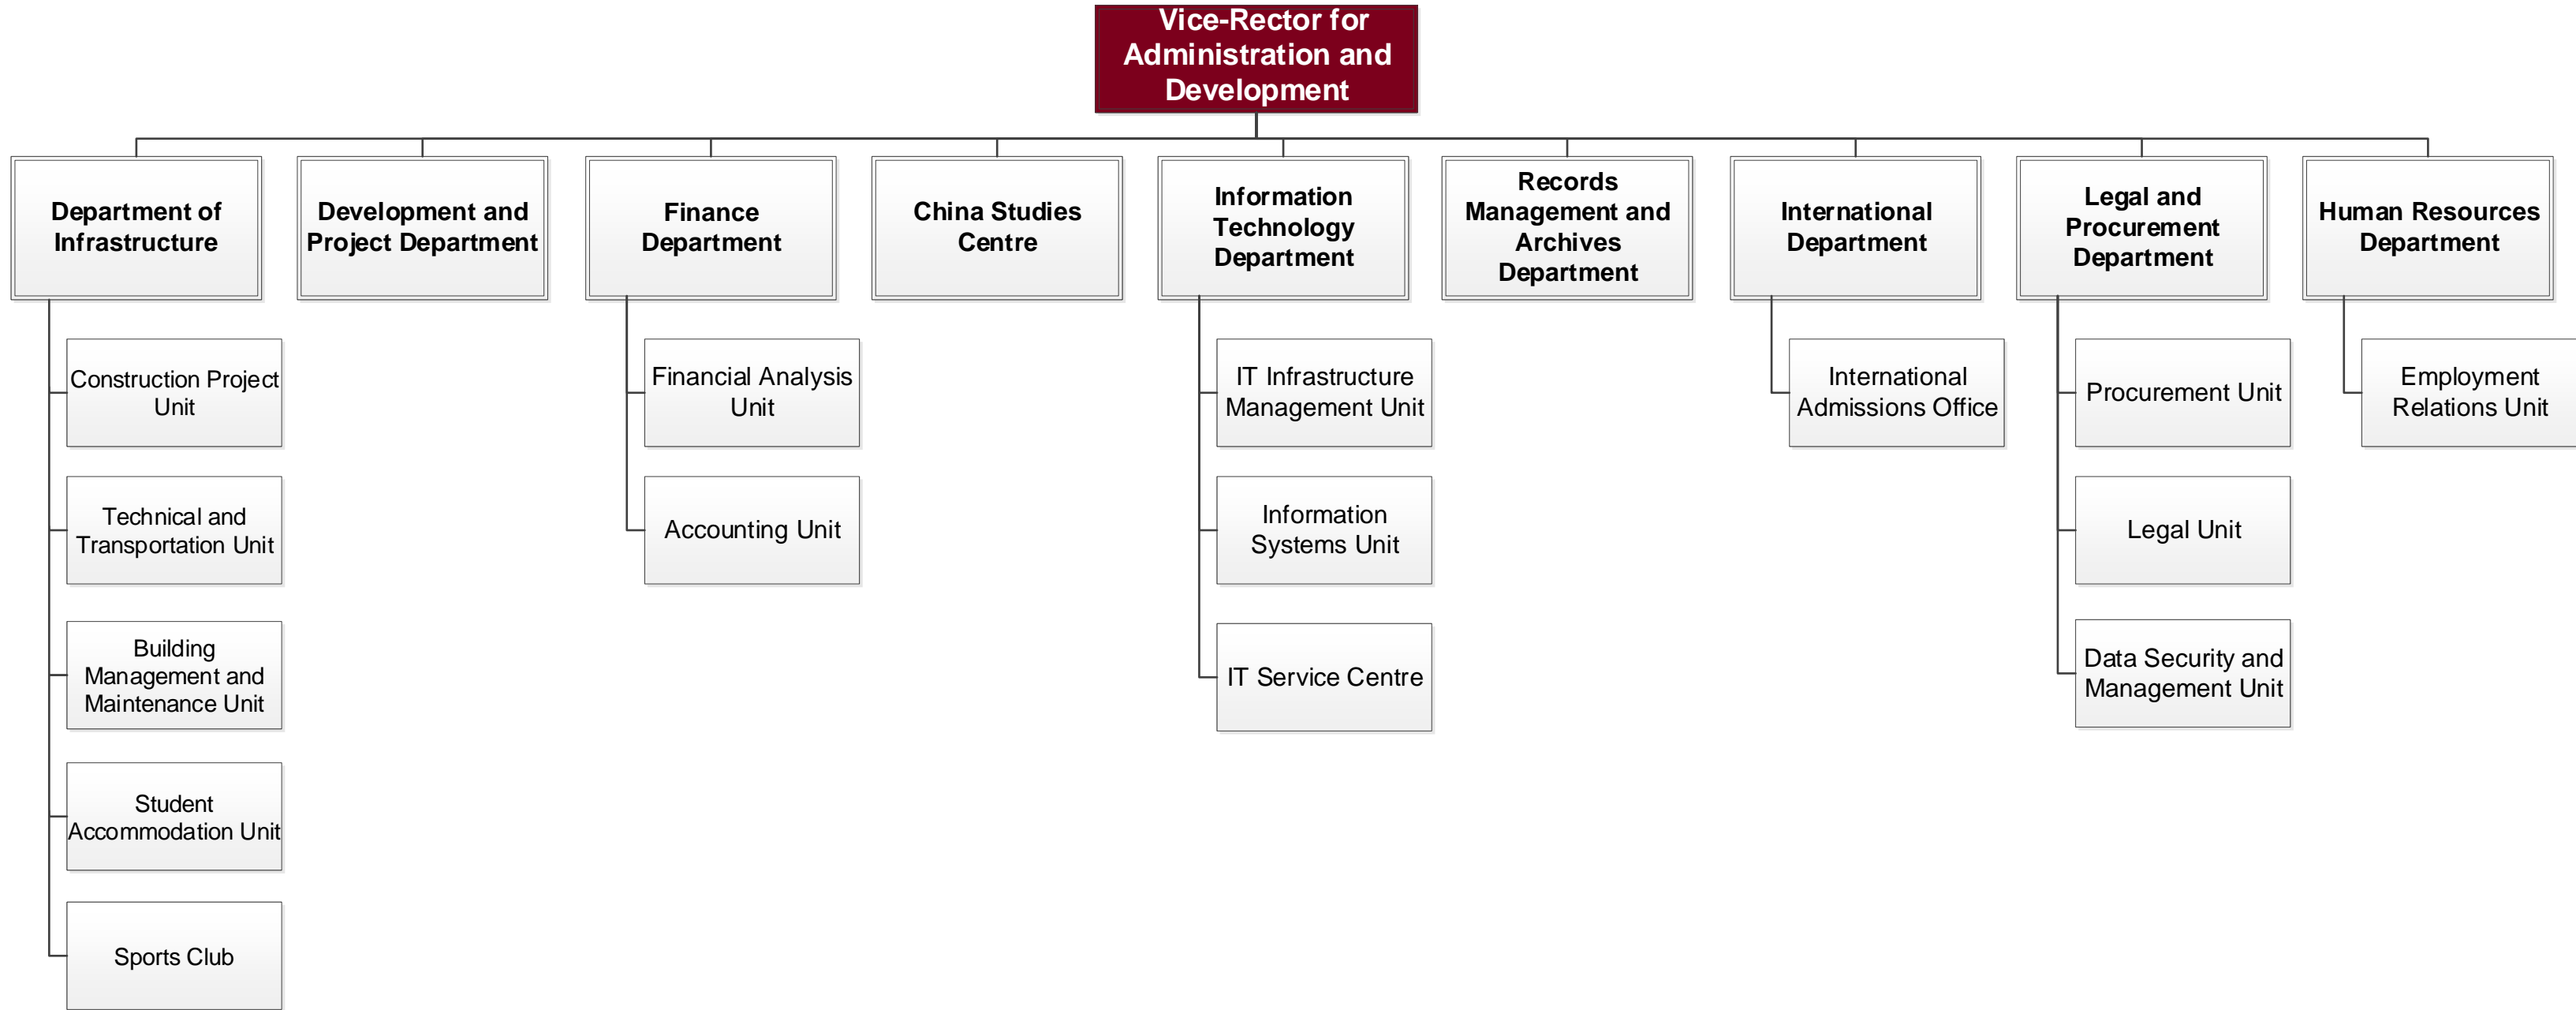 Vice-Rector for
Administration and
Development
Department of
Infrastructure
Development and
Project Department
Finance
Department
China Studies
Centre
Information
Technology
Department
Records
Management and
Archives
Department
International
Department
Legal and
Procurement
Department
Human Resources
Department
Construction Project
Unit
Technical and
Transportation Unit
Building
Management and
Maintenance Unit
Student
Accommodation Unit
Sports Club
Financial Analysis
Unit
Accounting Unit
IT Infrastructure
Management Unit
Information
Systems Unit
IT Service Centre
International
Admissions Office
Procurement Unit
Legal Unit
Data Security and
Management Unit
Employment
Relations Unit